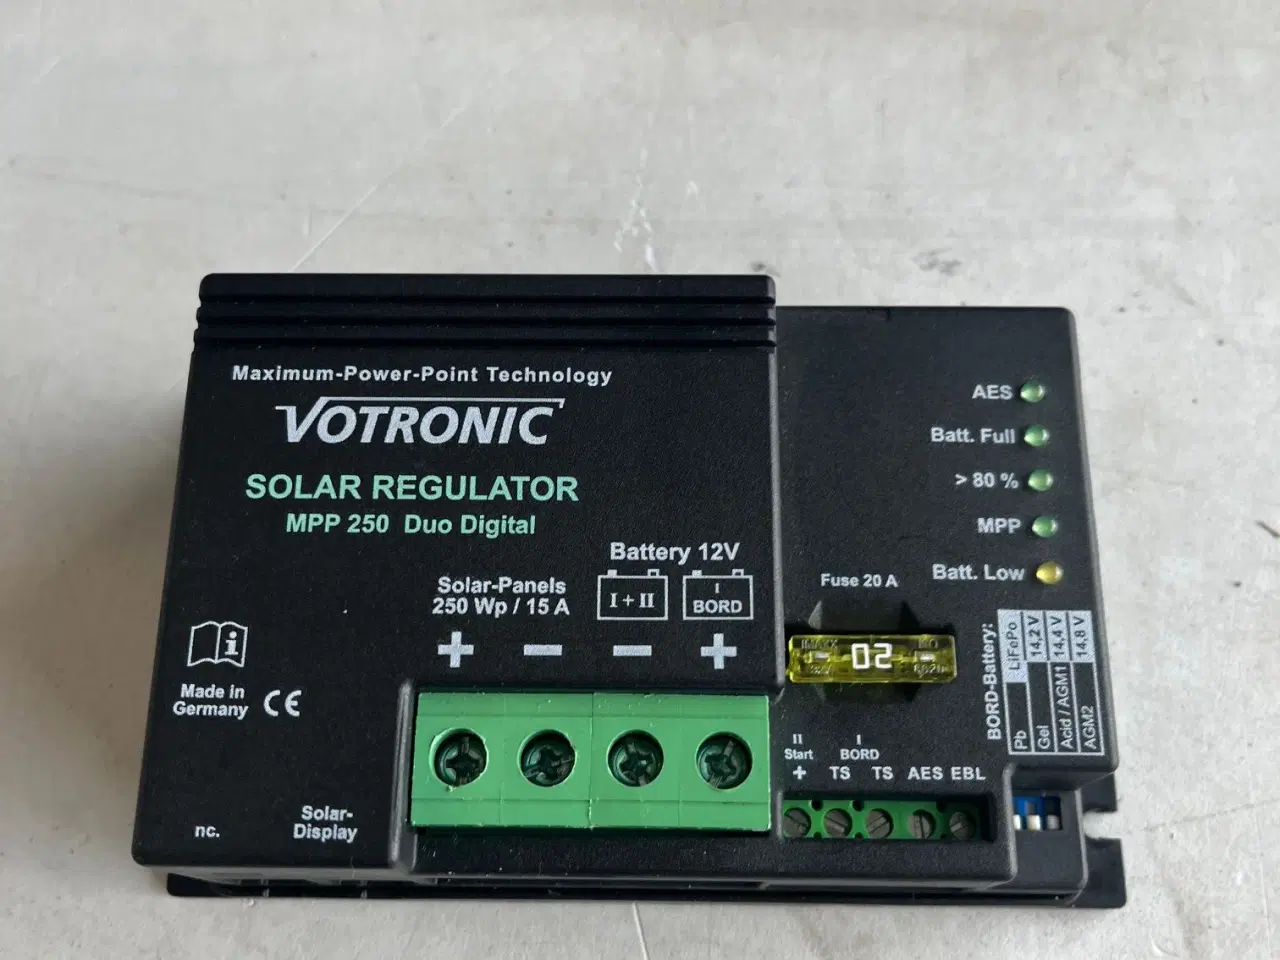 Maximum-Power-Point Technology
VOTRONIC
SOLAR REGULATOR
MPP 250 Duo Digital
Battery 12V
Solar-Panels
250 Wp / 15 A
I + II
I
BORD
+ − − +
i
Made in
Germany
CE
nc.
Solar-
Display
AES
Batt. Full
> 80 %
MPP
Batt. Low
Fuse 20 A
20
BORD-Battery:
LiFePo 14,2 V 14,4 V 14,8 V
Pb
Gel
Acid / AGM1
AGM2
II
Start
+
I
BORD
TS TS AES EBL